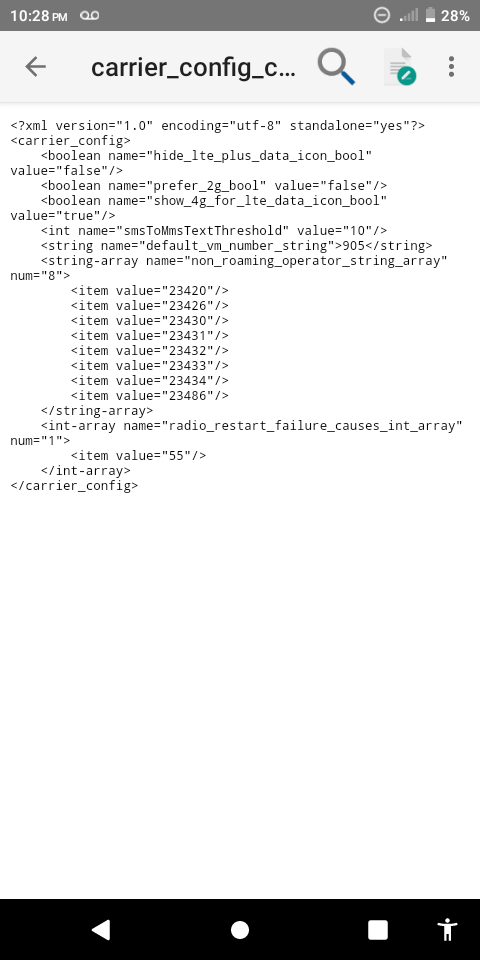 10:28 PM 28%
carrier_config_c...
<?xml version="1.0" encoding="utf-8" standalone="yes"?>
<carrier_config>
    <boolean name="hide_lte_plus_data_icon_bool"
value="false"/>
    <boolean name="prefer_2g_bool" value="false"/>
    <boolean name="show_4g_for_lte_data_icon_bool"
value="true"/>
    <int name="smsToMmsTextThreshold" value="10"/>
    <string name="default_vm_number_string">905</string>
    <string-array name="non_roaming_operator_string_array"
num="8">
        <item value="23420"/>
        <item value="23426"/>
        <item value="23430"/>
        <item value="23431"/>
        <item value="23432"/>
        <item value="23433"/>
        <item value="23434"/>
        <item value="23486"/>
    </string-array>
    <int-array name="radio_restart_failure_causes_int_array"
num="1">
        <item value="55"/>
    </int-array>
</carrier_config>